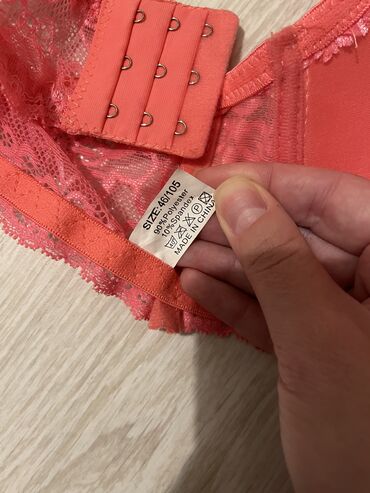 SIZE:46/105
90%Polyester
10%Spandex
MADE IN CHINA